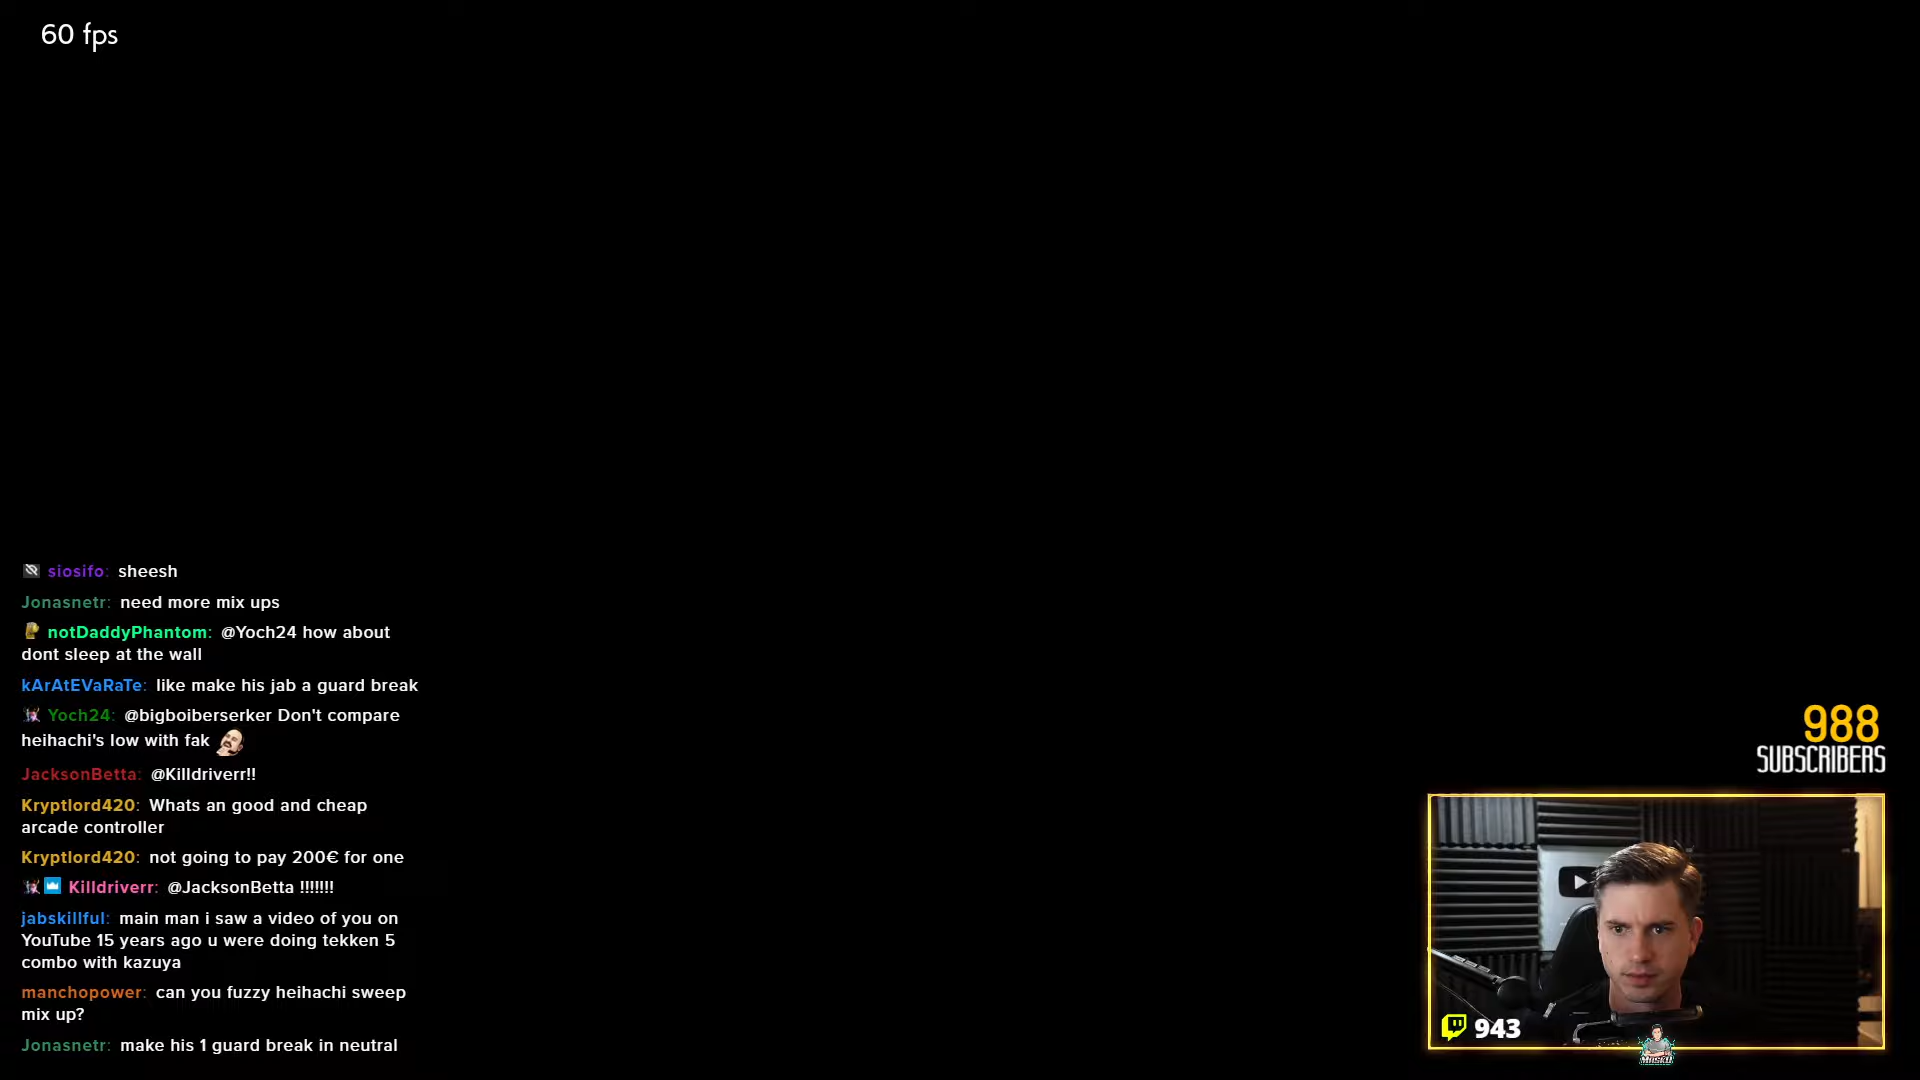 60 fps
siosifo: sheesh
Jonasnetr: need more mix ups
notDaddyPhantom: @Yoch24 how about
dont sleep at the wall
kArAtEVaRaTe: like make his jab a guard break
Yoch24: @bigboiberserker Don't compare
heihachi's low with fak
JacksonBetta: @Killdriverr!!
Kryptlord420: Whats an good and cheap
arcade controller
Kryptlord420: not going to pay 200€ for one
Killdriverr: @JacksonBetta !!!!!!!
jabskillful: main man i saw a video of you on
YouTube 15 years ago u were doing tekken 5
combo with kazuya
manchopower: can you fuzzy heihachi sweep
mix up?
Jonasnetr: make his 1 guard break in neutral
988
SUBSCRIBERS
943